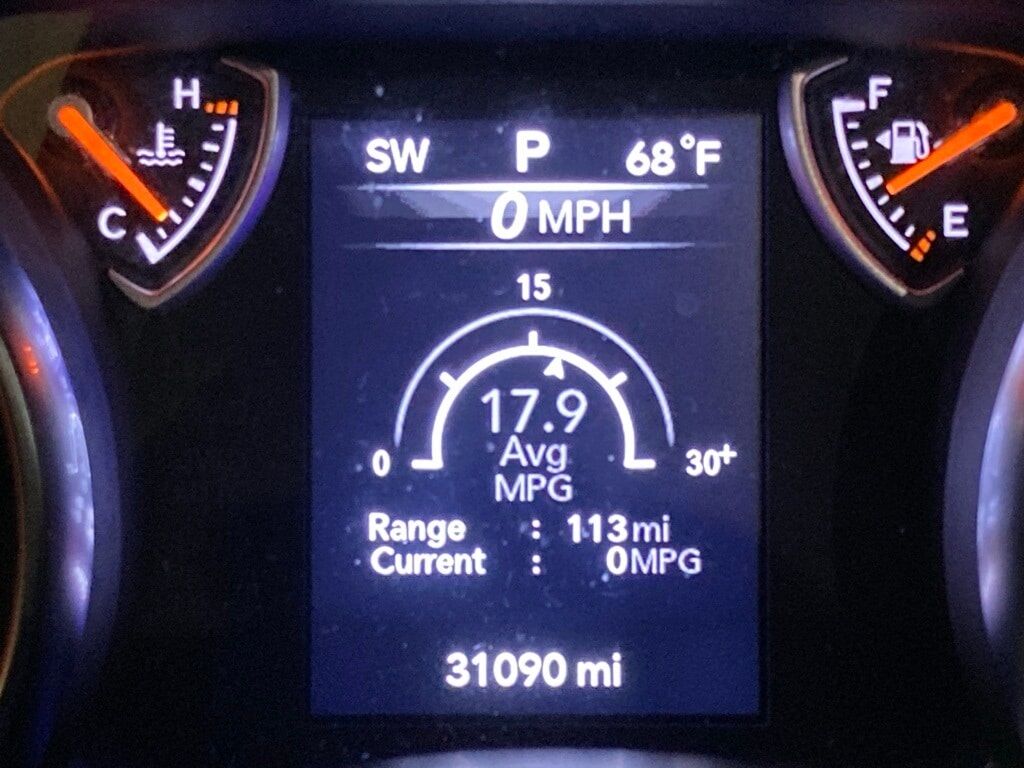 H
C
F
E
SW P 68°F
0 MPH
15
0 30+
17.9
Avg
MPG
Range : 113 mi
Current : 0 MPG
31090 mi